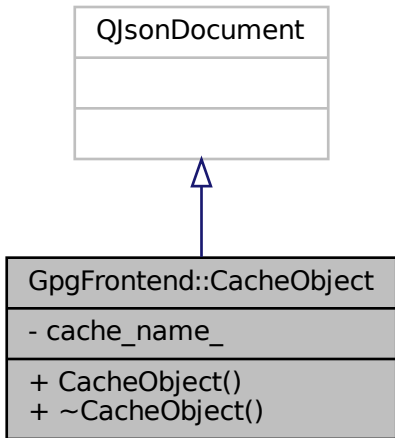 QJsonDocument
GpgFrontend::CacheObject
- cache_name_
+ CacheObject()
+ ~CacheObject()